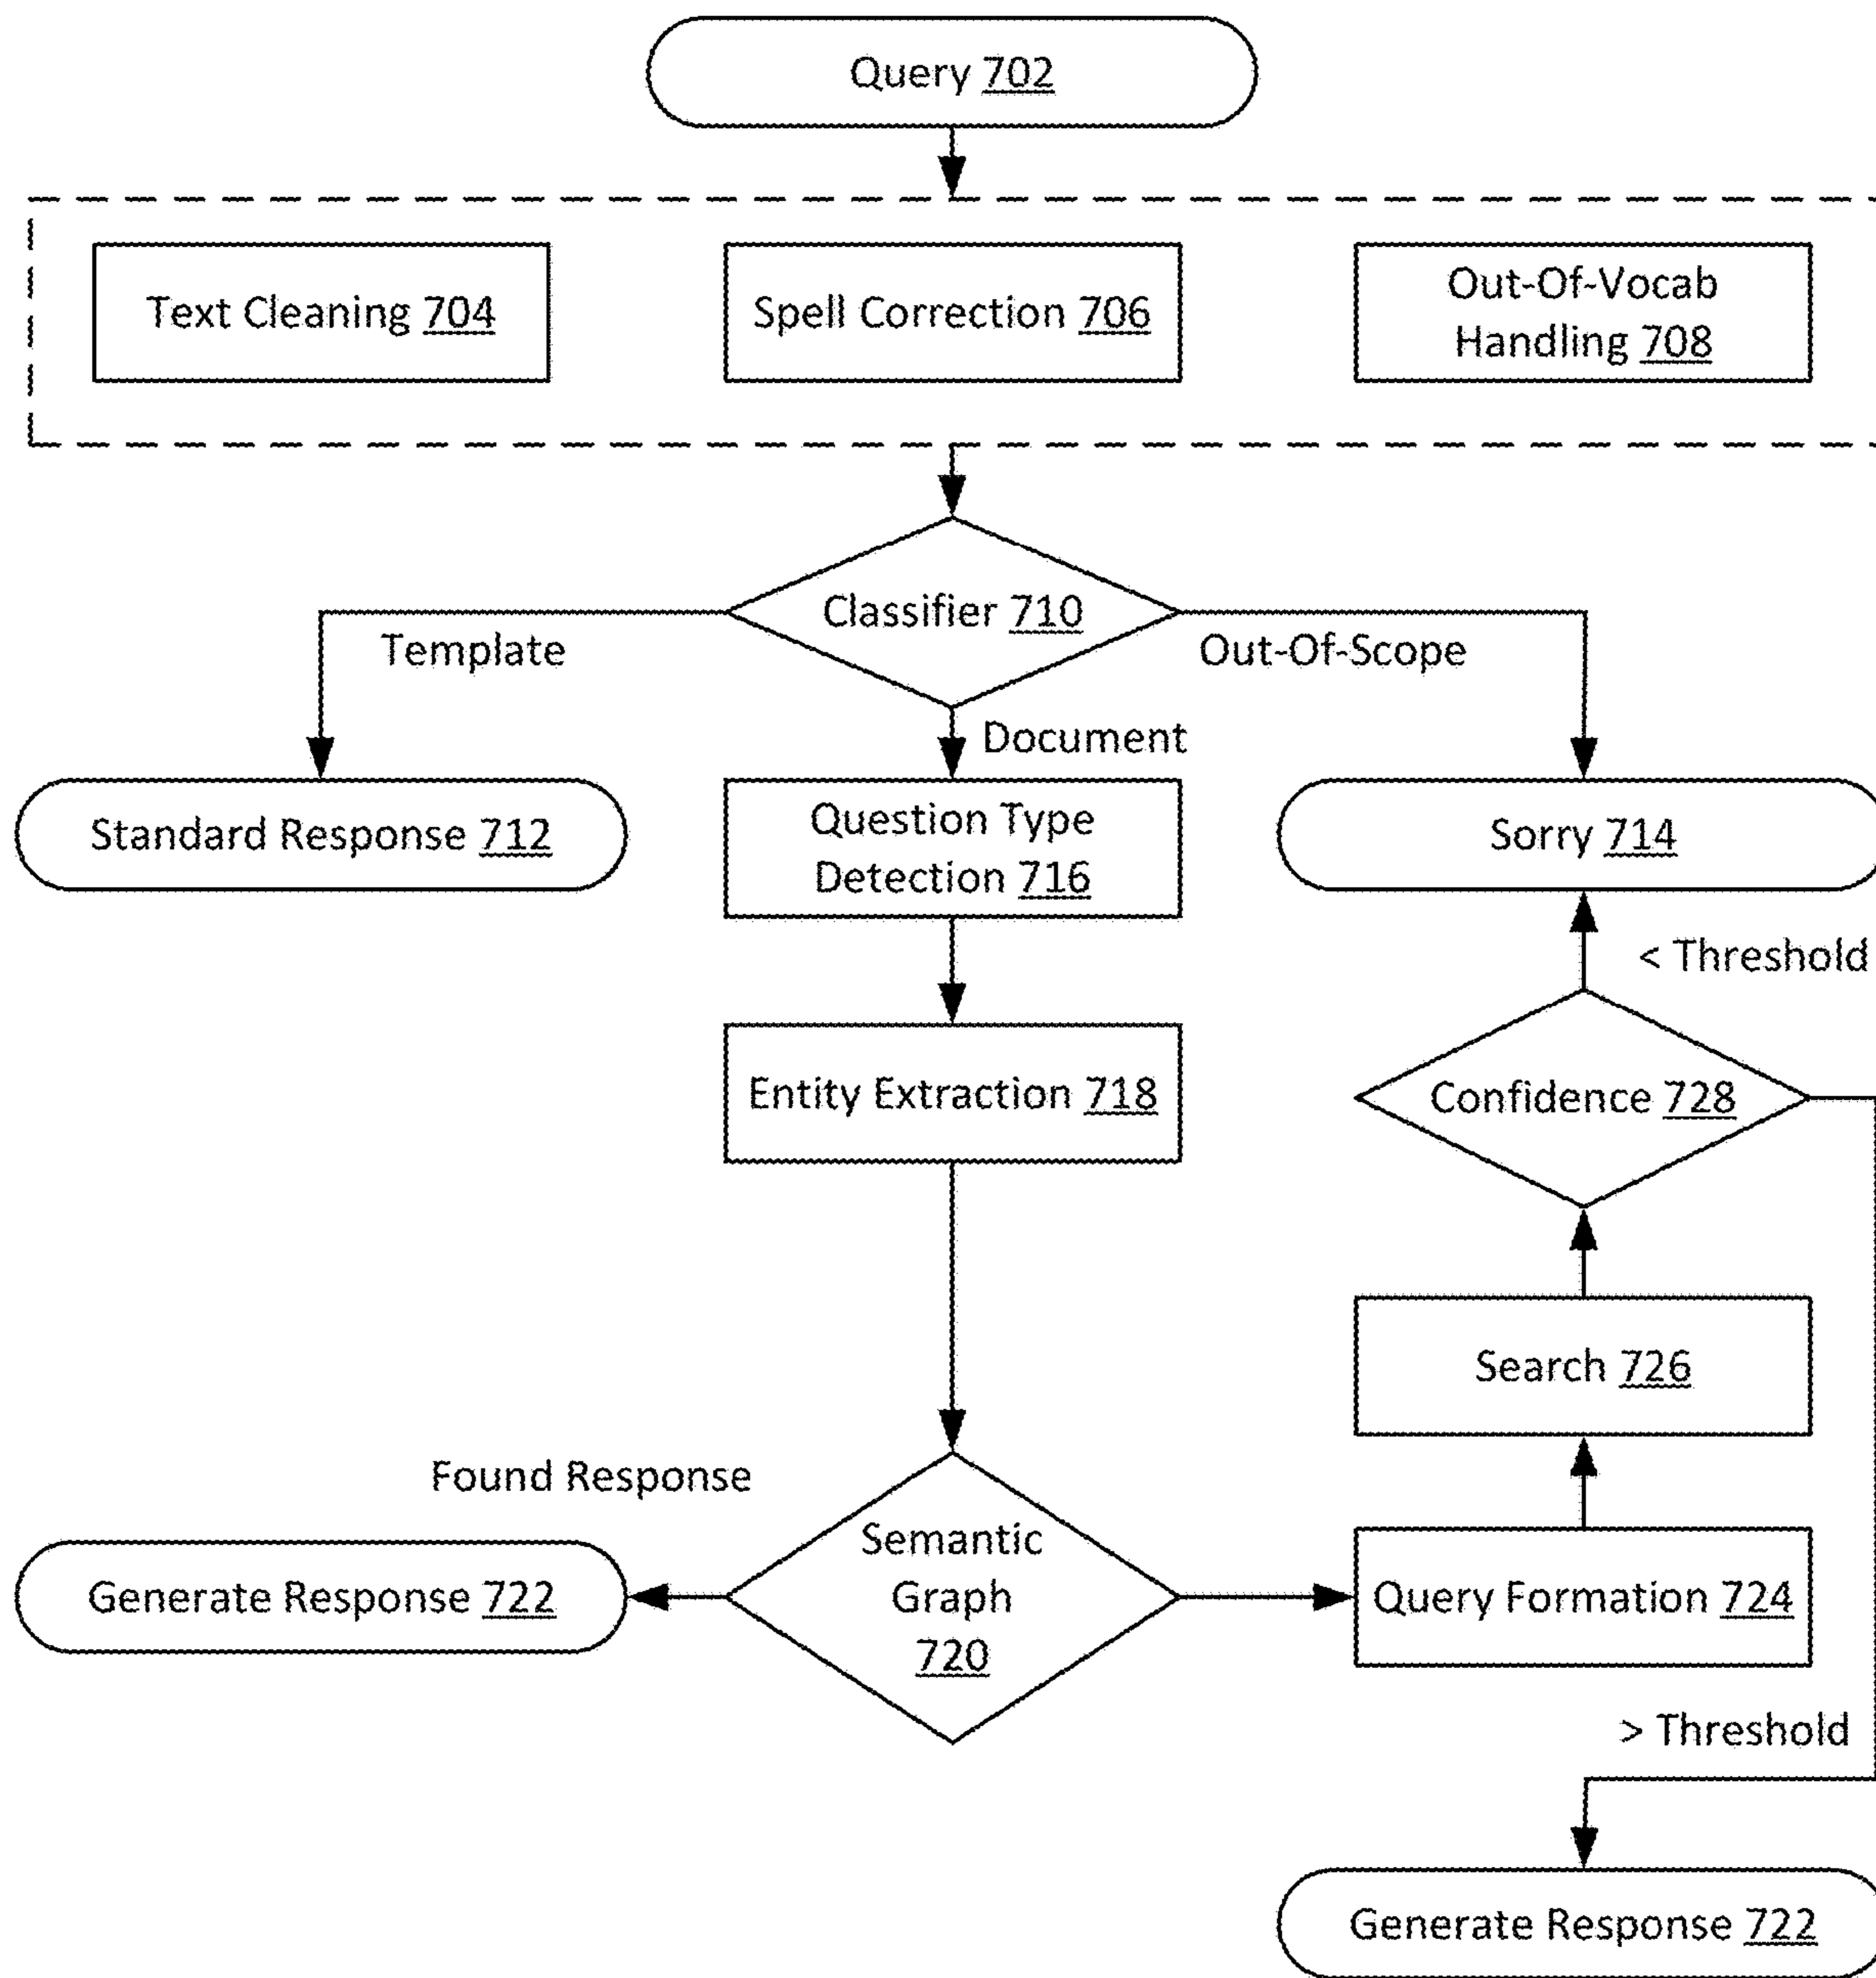 Query 702
Text Cleaning 704
Spell Correction 706
Out-Of-Vocab
Handling 708
Classifier 710
Template
Out-Of-Scope
Document
Standard Response 712
Question Type
Detection 716
Sorry 714
< Threshold
Entity Extraction 718
Confidence 728
Search 726
Found Response
Semantic
Graph
720
Generate Response 722
Query Formation 724
> Threshold
Generate Response 722